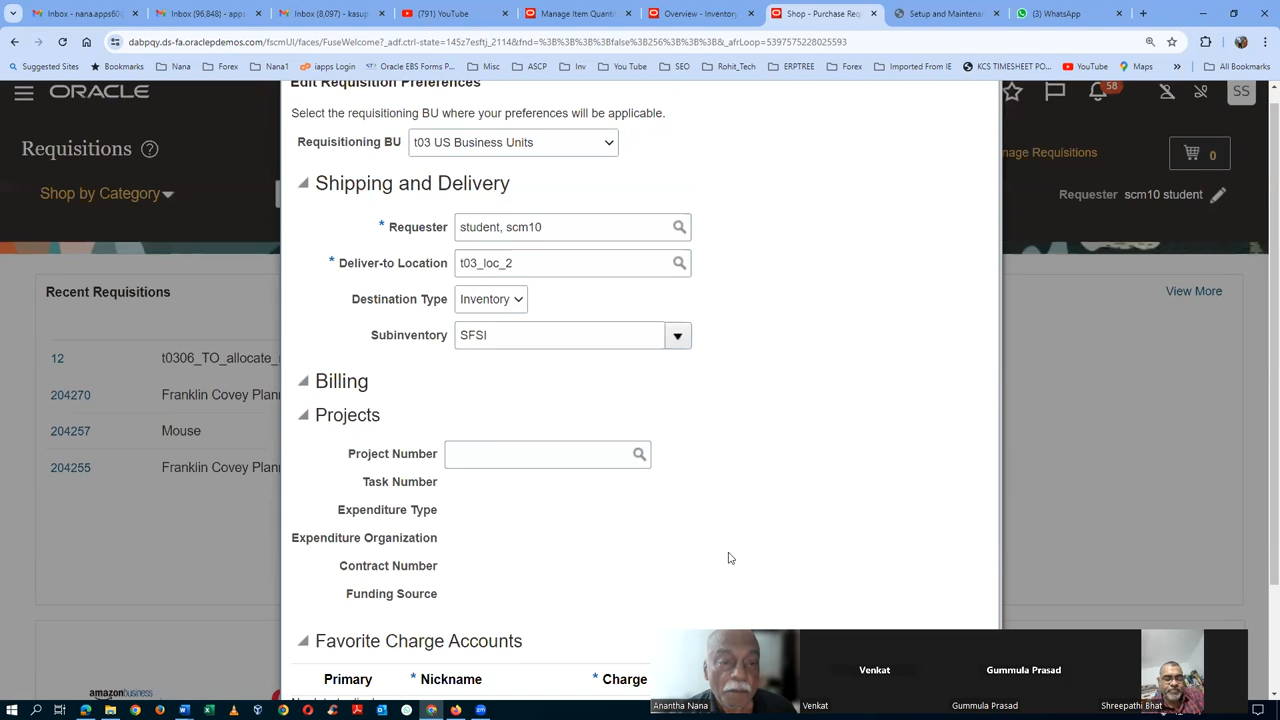 Inbox - nana.apps60
Inbox (96,848) - apps
Inbox (8,097) - kasup
(791) YouTube
Manage Item Quant
Overview - Inventory
Shop - Purchase Req
Setup and Maintenan
(3) WhatsApp
dabpqy.ds-fa.oraclepdemos.com/fscmUI/faces/FuseWelcome?_adf.ctrl-state=145z7esftj_2114&fnd=%3B%3B%3B%3Bfalse%3B256%3B%3B%3B&_afrLoop=5397575228025593
Suggested Sites
Bookmarks
Nana
Forex
Nana1
iapps Login
Oracle EBS Forms P...
Misc
ASCP
Inv
You Tube
SEO
Rohit_Tech
ERPTREE
Forex
Imported From IE
KCS TIMESHEET PO...
YouTube
Maps
All Bookmarks
ORACLE
58
SS
Requisitions
nage Requisitions
0
Shop by Category
Requester scm10 student
Edit Requisition Preferences
Select the requisitioning BU where your preferences will be applicable.
Requisitioning BU t03 US Business Units
Shipping and Delivery
* Requester student, scm10
* Deliver-to Location t03_loc_2
Destination Type Inventory
Subinventory SFSI
Billing
Projects
Project Number
Task Number
Expenditure Type
Expenditure Organization
Contract Number
Funding Source
Favorite Charge Accounts
Primary * Nickname * Charge
Recent Requisitions
View More
12 t0306_TO_allocate_
204270 Franklin Covey Plann
204257 Mouse
204255 Franklin Covey Plann
amazonbusiness
Venkat
Gummula Prasad
Anantha Nana
Venkat
Gummula Prasad
Shreepathi Bhat